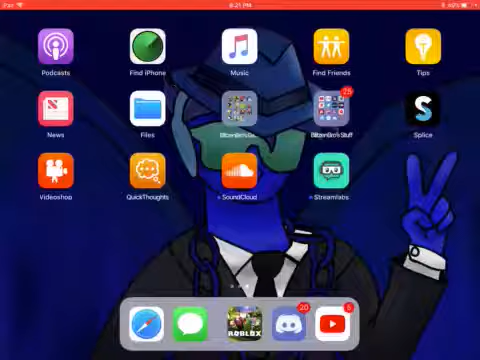 iPad 8:21 PM
Podcasts Find iPhone Music Find Friends Tips
25
News Files Splice
Videoshop QuickThoughts SoundCloud Streamlabs
20 5
ROBLOX